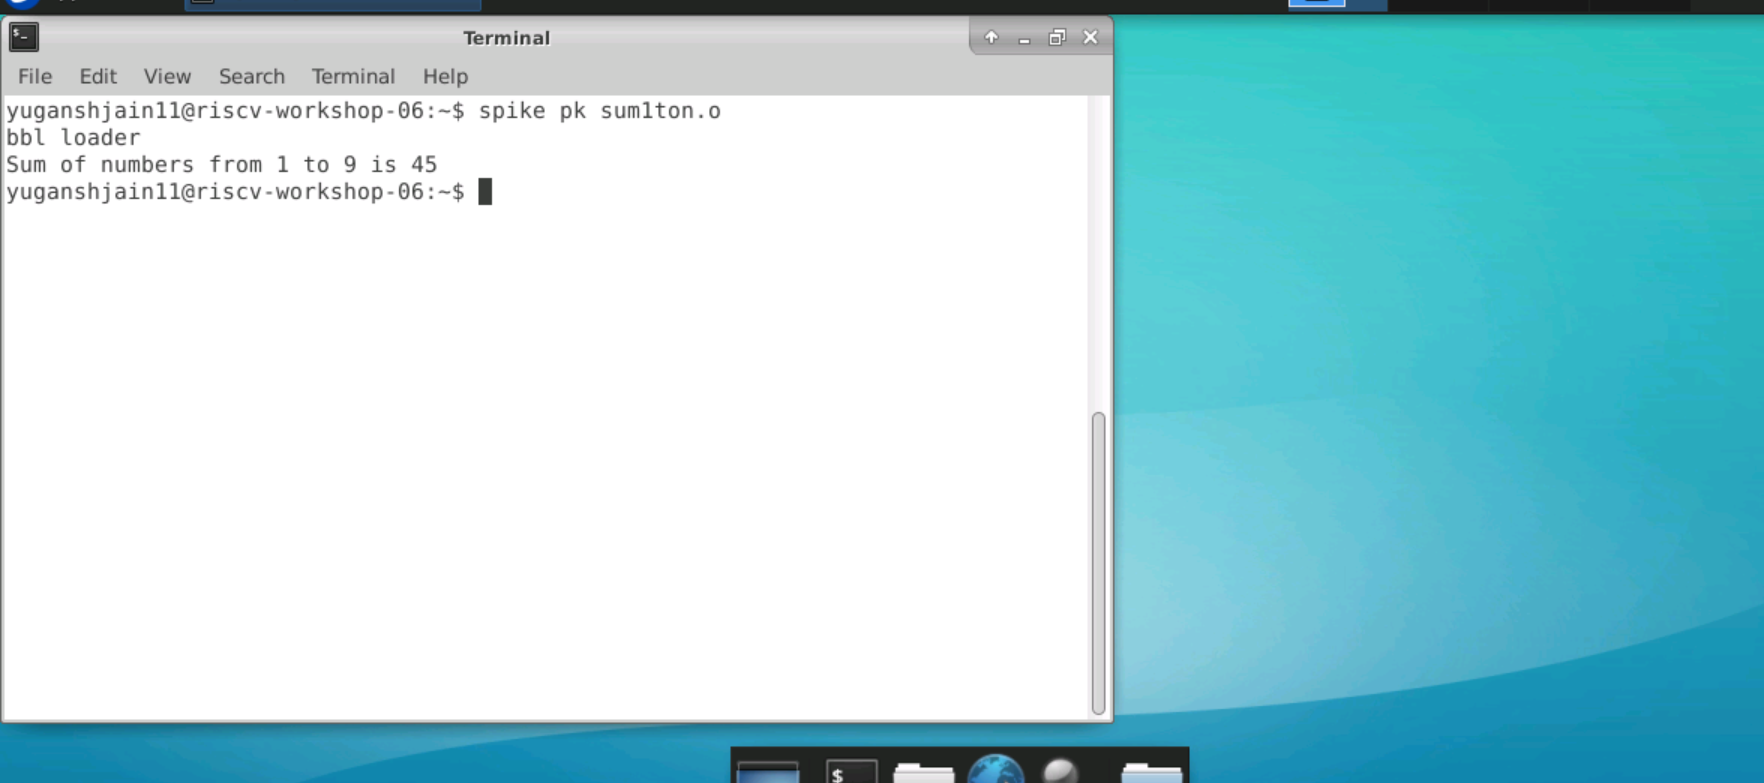 Terminal
File Edit View Search Terminal Help
yuganshjain11@riscv-workshop-06:~$ spike pk sum1ton.o
bbl loader
Sum of numbers from 1 to 9 is 45
yuganshjain11@riscv-workshop-06:~$